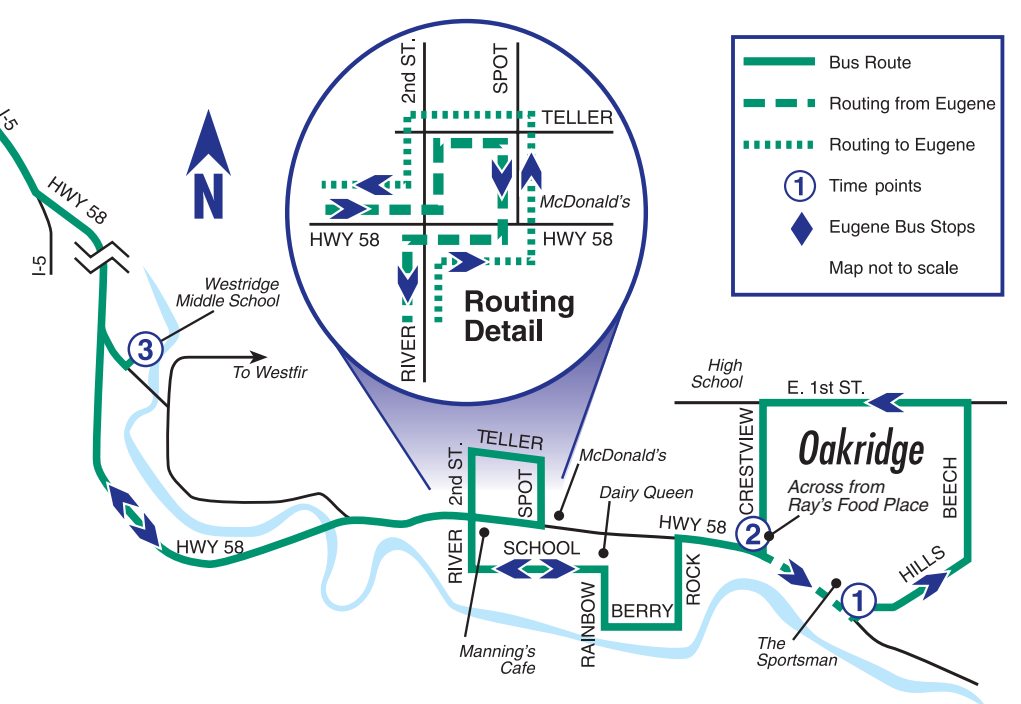 I-5
HWY 58
I-5
N
Westridge
Middle School
3
To Westfir
HWY 58
2nd ST.
SPOT
TELLER
McDonald's
HWY 58
HWY 58
RIVER
Routing
Detail
Bus Route
Routing from Eugene
Routing to Eugene
1
Time points
Eugene Bus Stops
Map not to scale
2nd ST.
TELLER
SPOT
McDonald's
Dairy Queen
HWY 58
RIVER
SCHOOL
RAINBOW
BERRY
ROCK
Manning's
Cafe
High
School
E. 1st ST.
CRESTVIEW
Oakridge
Across from
Ray's Food Place
BEECH
2
HILLS
1
The
Sportsman